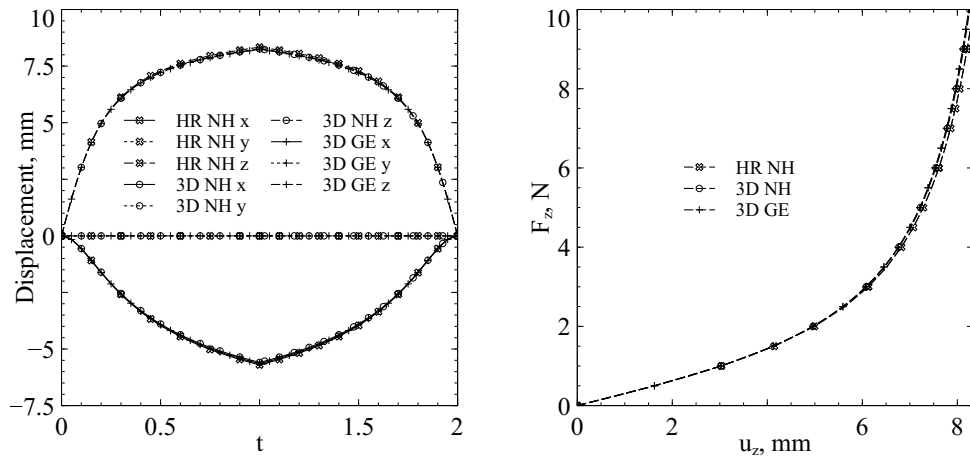 10
7.5
5
0
−5
−7.5
0
0.5
1
1.5
2
Displacement, mm
t
HR NH x
HR NH y
HR NH z
3D NH x
3D NH y
3D NH z
3D GE x
3D GE y
3D GE z
10
8
6
4
2
0
0
2
4
6
8
F_z, N
u_z, mm
HR NH
3D NH
3D GE